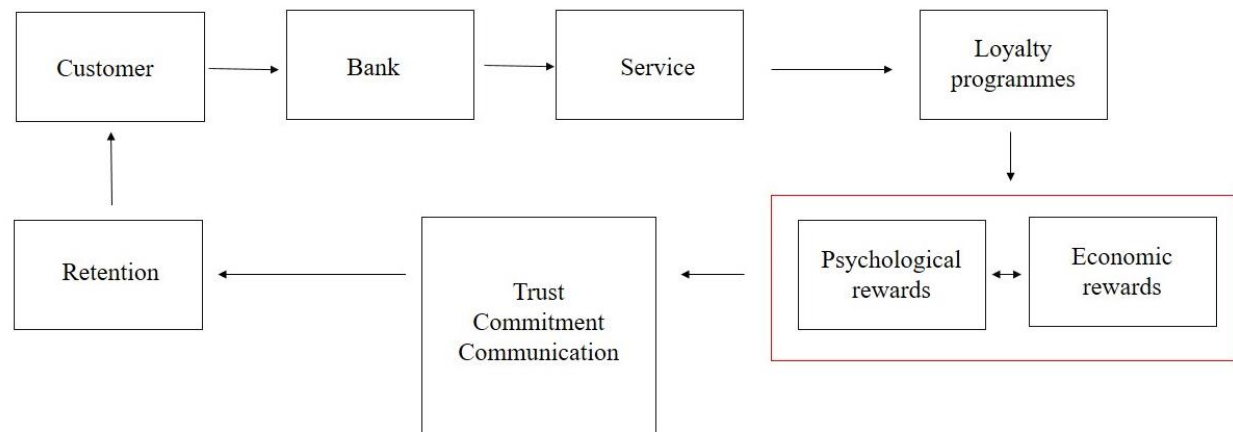 Customer
Bank
Service
Loyalty
programmes
Retention
Trust
Commitment
Communication
Psychological
rewards
Economic
rewards